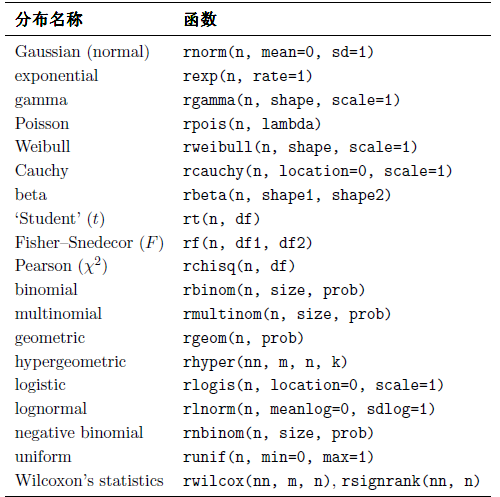 分布名称 函数
Gaussian (normal) rnorm(n, mean=0, sd=1)
exponential rexp(n, rate=1)
gamma rgamma(n, shape, scale=1)
Poisson rpois(n, lambda)
Weibull rweibull(n, shape, scale=1)
Cauchy rcauchy(n, location=0, scale=1)
beta rbeta(n, shape1, shape2)
‘Student’ (t) rt(n, df)
Fisher–Snedecor (F) rf(n, df1, df2)
Pearson (χ²) rchisq(n, df)
binomial rbinom(n, size, prob)
multinomial rmultinom(n, size, prob)
geometric rgeom(n, prob)
hypergeometric rhyper(nn, m, n, k)
logistic rlogis(n, location=0, scale=1)
lognormal rlnorm(n, meanlog=0, sdlog=1)
negative binomial rnbinom(n, size, prob)
uniform runif(n, min=0, max=1)
Wilcoxon's statistics rwilcox(nn, m, n), rsignrank(nn, n)